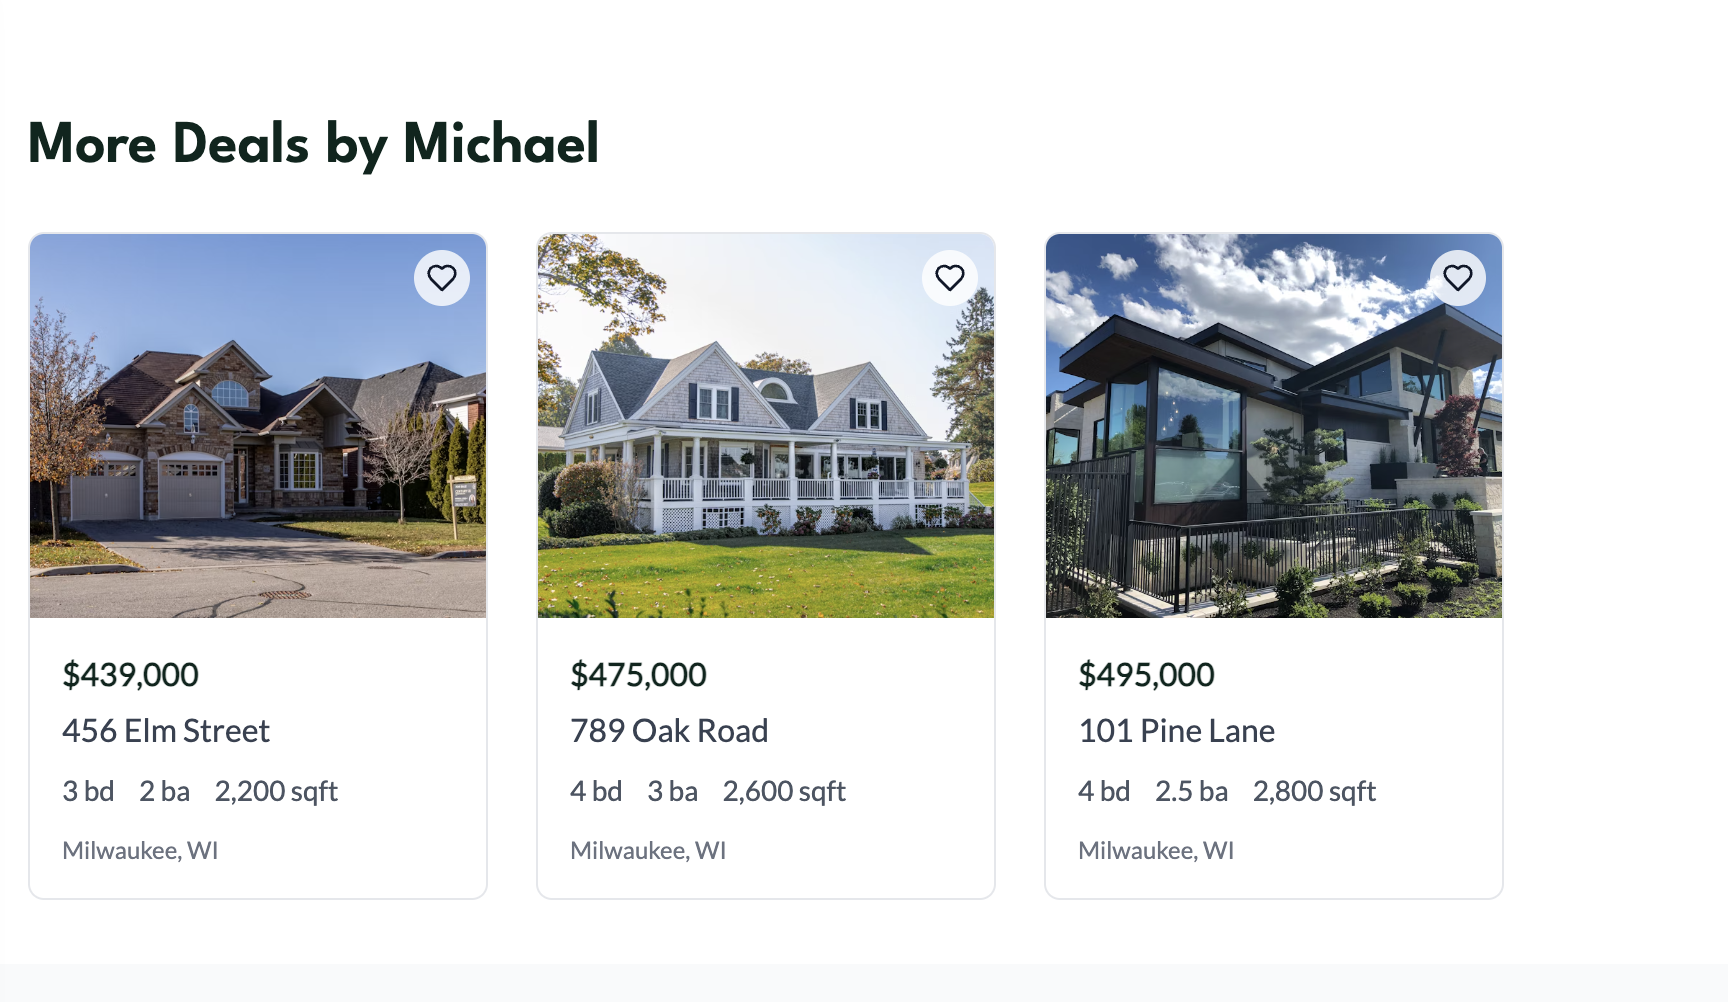 More Deals by Michael
$439,000
456 Elm Street
3 bd 2 ba 2,200 sqft
Milwaukee, WI
$475,000
789 Oak Road
4 bd 3 ba 2,600 sqft
Milwaukee, WI
$495,000
101 Pine Lane
4 bd 2.5 ba 2,800 sqft
Milwaukee, WI